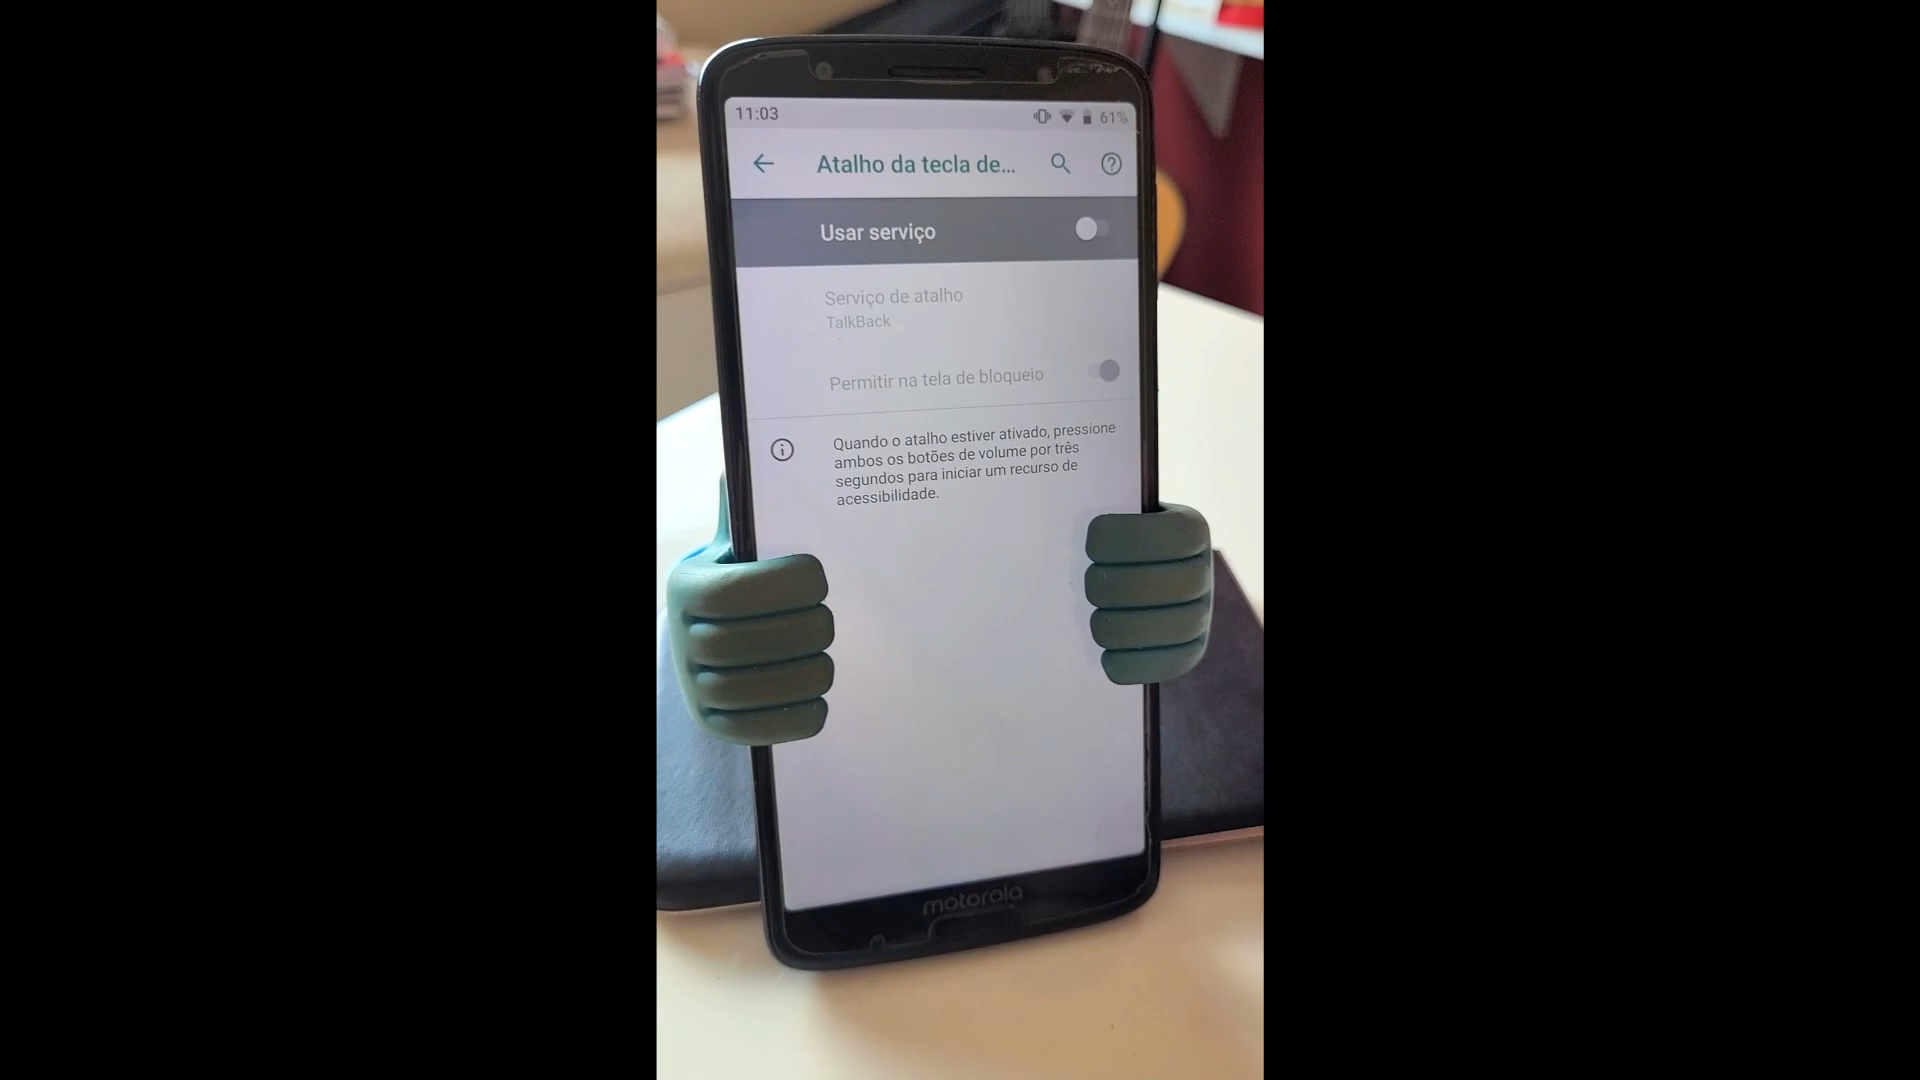 11:03
61%
Atalho da tecla de...
Usar serviço
Serviço de atalho
TalkBack
Permitir na tela de bloqueio
Quando o atalho estiver ativado, pressione
ambos os botões de volume por três
segundos para iniciar um recurso de
acessibilidade.
motorola